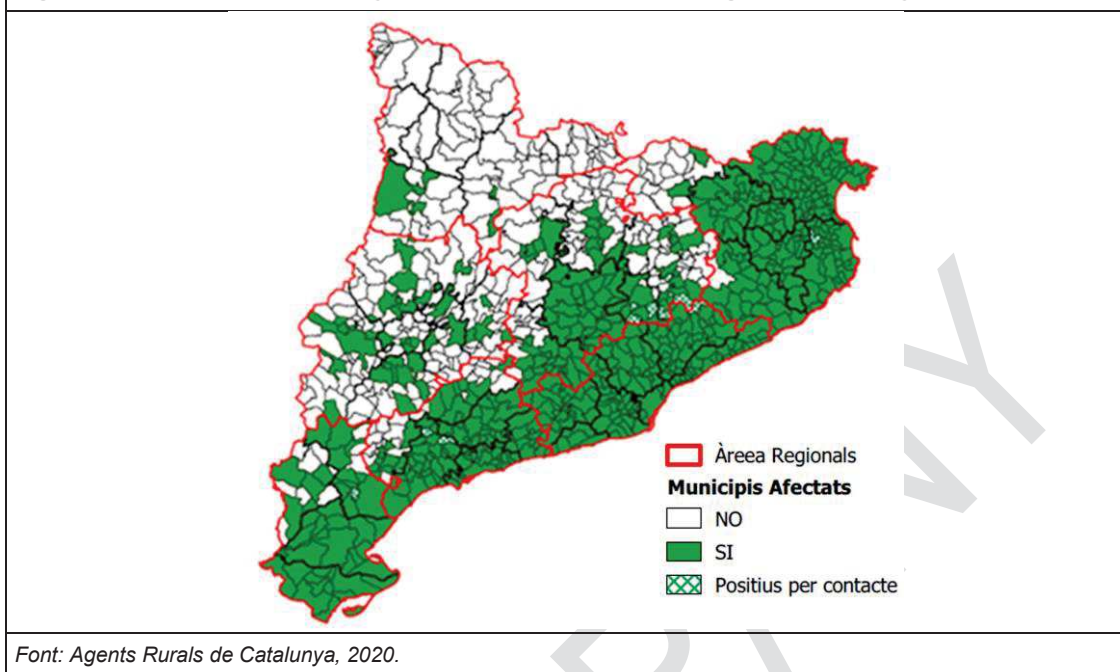 Àreea Regionals
Municipis Afectats
NO
SI
Positius per contacte
Font: Agents Rurals de Catalunya, 2020.